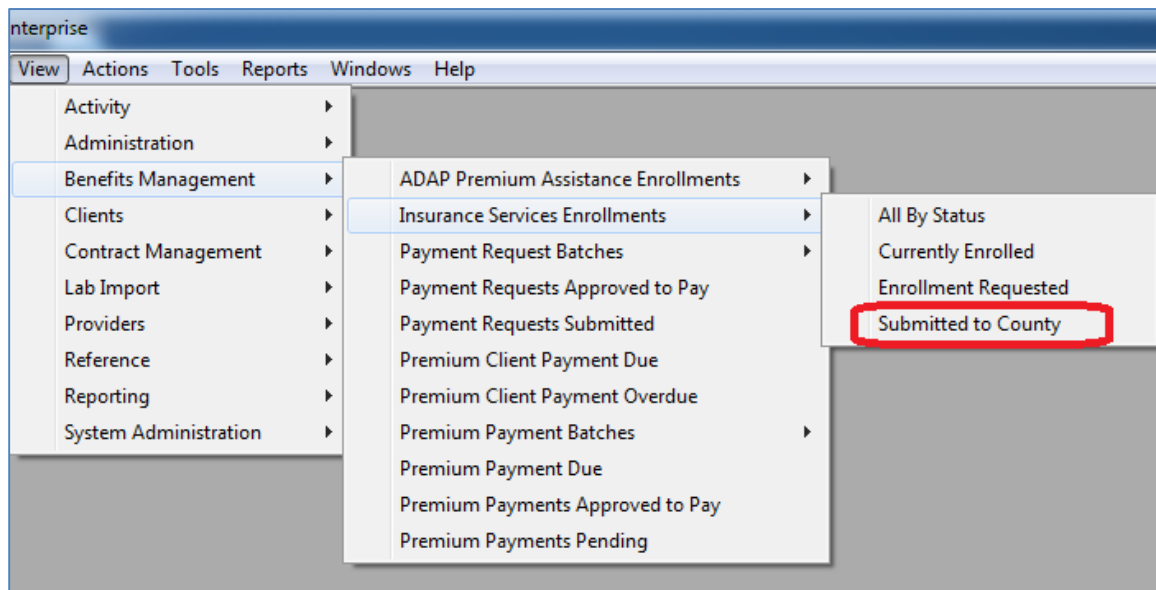 nterprise
View Actions Tools Reports Windows Help
Activity
Administration
Benefits Management
Clients
Contract Management
Lab Import
Providers
Reference
Reporting
System Administration
ADAP Premium Assistance Enrollments
Insurance Services Enrollments
Payment Request Batches
Payment Requests Approved to Pay
Payment Requests Submitted
Premium Client Payment Due
Premium Client Payment Overdue
Premium Payment Batches
Premium Payment Due
Premium Payments Approved to Pay
Premium Payments Pending
All By Status
Currently Enrolled
Enrollment Requested
Submitted to County